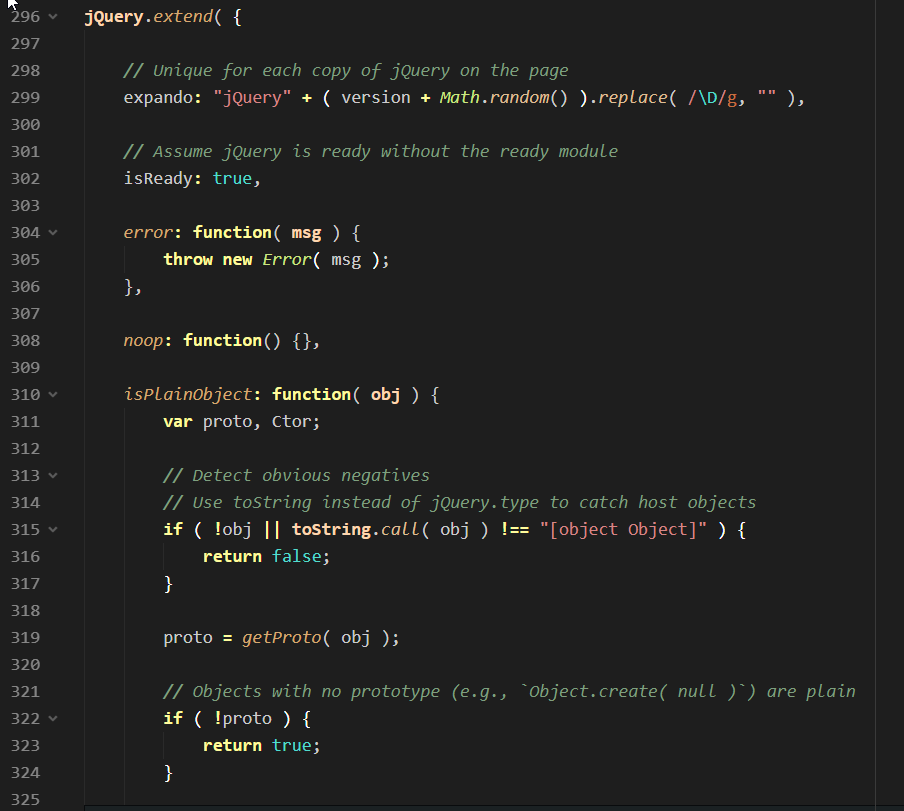 296 jQuery.extend( {
297
298 // Unique for each copy of jQuery on the page
299 expando: "jQuery" + ( version + Math.random() ).replace( /\D/g, "" ),
300
301 // Assume jQuery is ready without the ready module
302 isReady: true,
303
304 error: function( msg ) {
305 throw new Error( msg );
306 },
307
308 noop: function() {},
309
310 isPlainObject: function( obj ) {
311 var proto, Ctor;
312
313 // Detect obvious negatives
314 // Use toString instead of jQuery.type to catch host objects
315 if ( !obj || toString.call( obj ) !== "[object Object]" ) {
316 return false;
317 }
318
319 proto = getProto( obj );
320
321 // Objects with no prototype (e.g., `Object.create( null )`) are plain
322 if ( !proto ) {
323 return true;
324 }
325